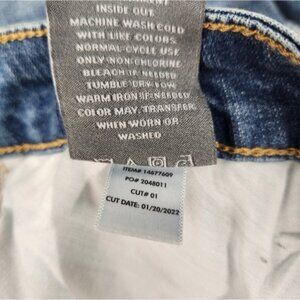 INSIDE OUT
MACHINE WASH COLD
WITH LIKE COLORS
NORMAL CYCLE USE
ONLY NON-CHLORINE
BLEACH IF NEEDED
TUMBLE DRY LOW
WARM IRON IF NEEDED
COLOR MAY TRANSFER
WHEN WORN OR
WASHED
ITEM# 14677609
PO# 2048011
CUT# 01
CUT DATE: 01/20/2022